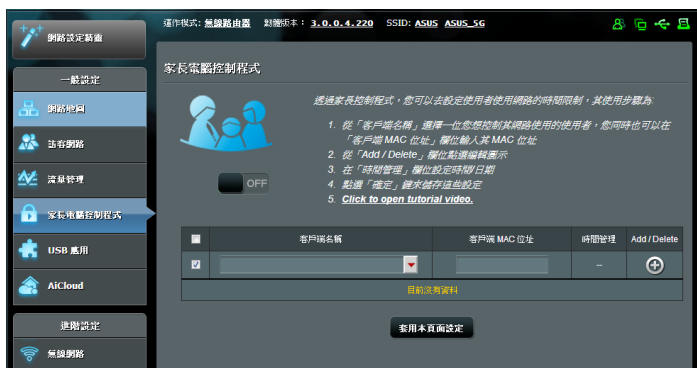 運作模式: 無線路由器 韌體版本: 3.0.0.4.220 SSID: ASUS ASUS_5G
網路設定精靈
一般設定
網路地圖
訪客網路
流量管理
家長電腦控制程式
USB 應用
AiCloud
進階設定
無線網路
家長電腦控制程式
透過家長控制程式，您可以去設定使用者使用網路的時間限制，其使用步驟為:
1. 從「客戶端名稱」選擇一位您想控制其網路使用的使用者，您同時也可以在
「客戶端 MAC 位址」欄位輸入其 MAC 位址
2. 從「Add / Delete」欄位點選編輯圖示
3. 在「時間管理」欄位設定時間/日期
4. 點選「確定」鍵來儲存這些設定
5. Click to open tutorial video.
OFF
客戶端名稱 客戶端 MAC 位址 時間管理 Add / Delete
--
目前沒有資料
套用本頁面設定